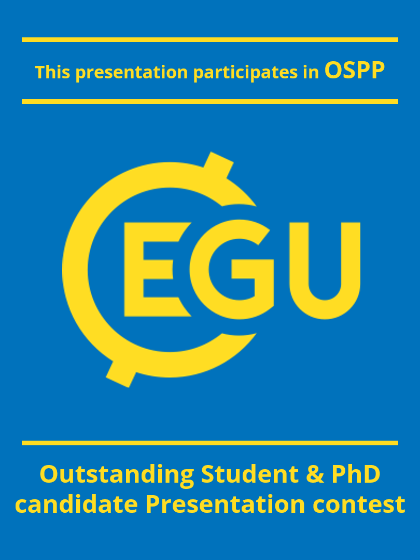 This presentation participates in OSPP
EGU
Outstanding Student & PhD
candidate Presentation contest